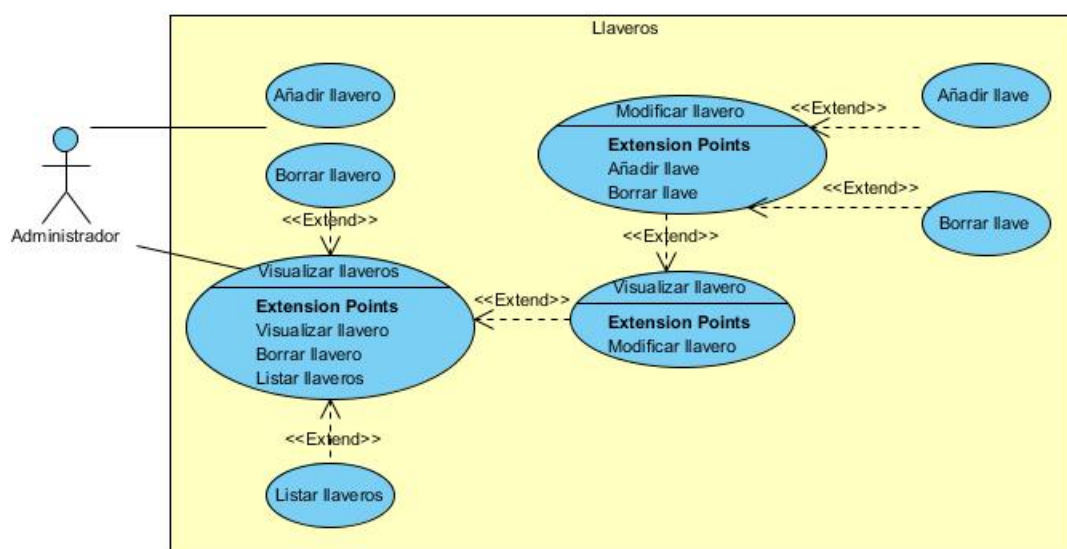 Llaveros
Añadir llavero
Borrar llavero
<<Extend>>
Administrador
Visualizar llaveros
Extension Points
Visualizar llavero
Borrar llavero
Listar llaveros
<<Extend>>
Listar llaveros
<<Extend>>
Modificar llavero
Extension Points
Añadir llave
Borrar llave
<<Extend>>
Visualizar llavero
Extension Points
Modificar llavero
<<Extend>>
Añadir llave
<<Extend>>
Borrar llave